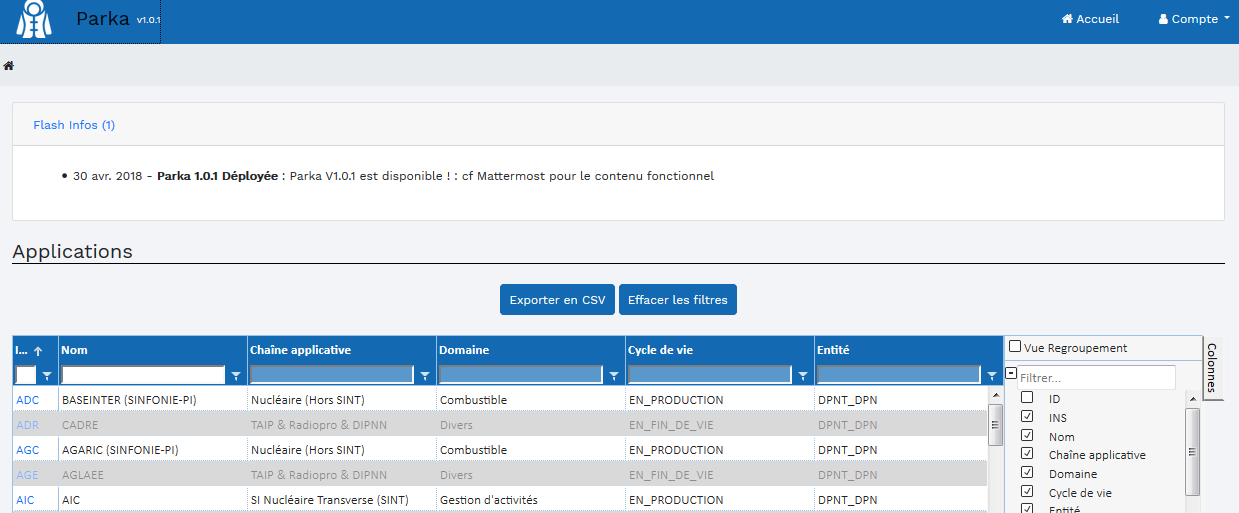 Parka v1.0.1
Accueil
Compte
Flash Infos (1)
30 avr. 2018 - Parka 1.0.1 Déployée : Parka V1.0.1 est disponible ! : cf Mattermost pour le contenu fonctionnel
Applications
Exporter en CSV Effacer les filtres
I... Nom Chaîne applicative Domaine Cycle de vie Entité
ADC BASEINTER (SINFONIE-PI) Nucléaire (Hors SINT) Combustible EN_PRODUCTION DPNT_DPN
ADR CADRE TAIP & Radiopro & DIPNN Divers EN_FIN_DE_VIE DPNT_DPN
AGC AGARIC (SINFONIE-PI) Nucléaire (Hors SINT) Combustible EN_PRODUCTION DPNT_DPN
AGE AGLAEE TAIP & Radiopro & DIPNN Divers EN_FIN_DE_VIE DPNT_DPN
AIC AIC SI Nucléaire Transverse (SINT) Gestion d'activités EN_PRODUCTION DPNT_DPN
Vue Regroupement
Filtrer...
ID
INS
Nom
Chaîne applicative
Domaine
Cycle de vie
Entité
Colonnes